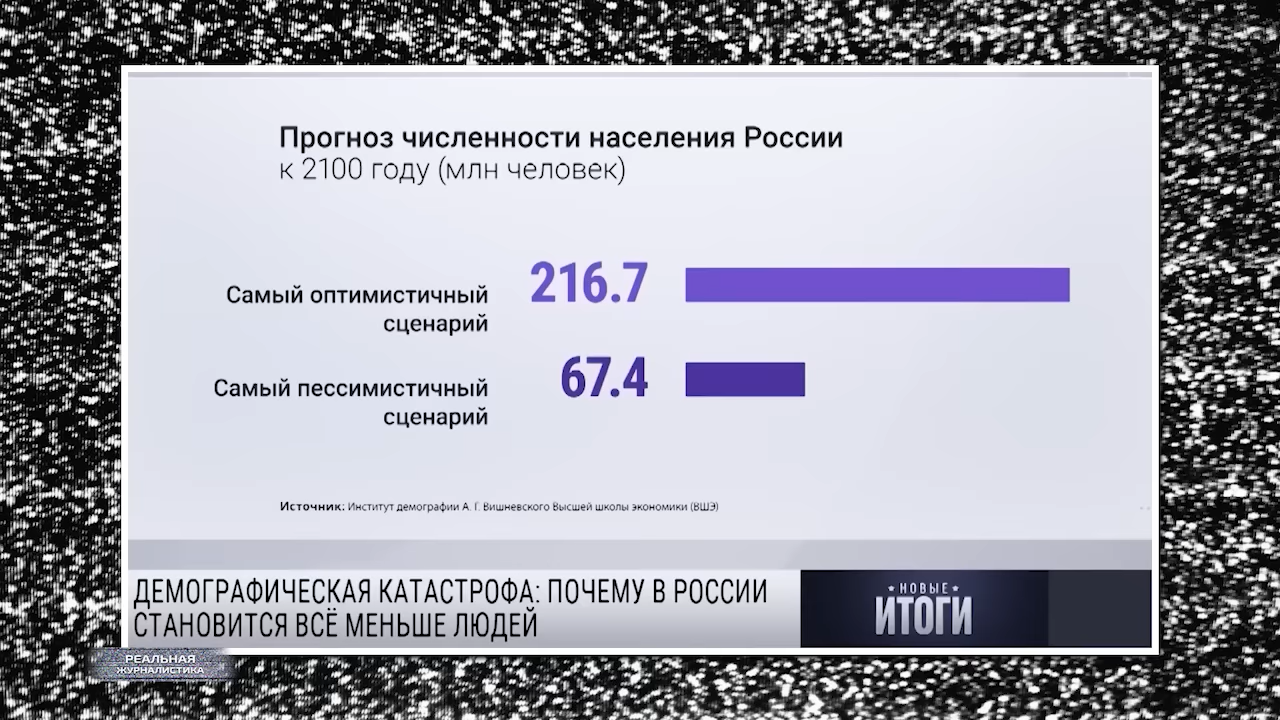 Прогноз численности населения России
к 2100 году (млн человек)
Самый оптимистичный
сценарий
216.7
Самый пессимистичный
сценарий
67.4
Источник: Институт демографии А. Г. Вишневского Высшей школы экономики (ВШЭ)
ДЕМОГРАФИЧЕСКАЯ КАТАСТРОФА: ПОЧЕМУ В РОССИИ
СТАНОВИТСЯ ВСЁ МЕНЬШЕ ЛЮДЕЙ
НОВЫЕ
ИТОГИ
РЕАЛЬНАЯ
ЖУРНАЛИСТИКА